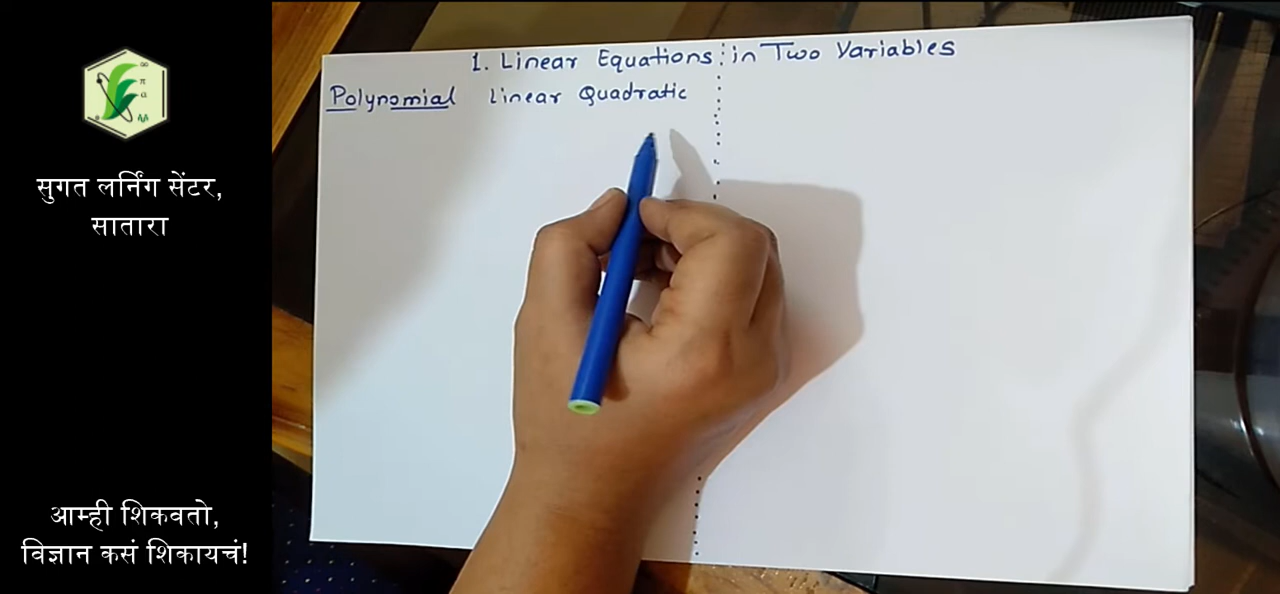 सुगत लर्निंग सेंटर,
सातारा
आम्ही शिकवतो,
विज्ञान कसं शिकायचं!
1. Linear Equations in Two Variables
Polynomial Linear Quadratic